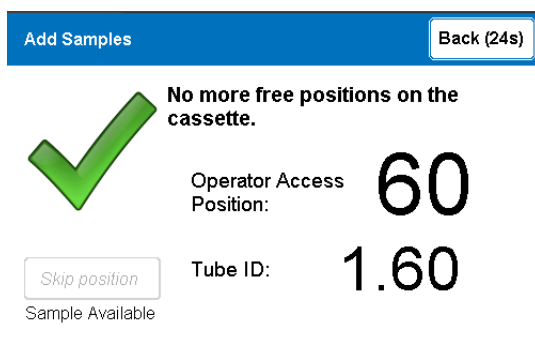 Add Samples
Back (24s)
No more free positions on the
cassette.
Operator Access
Position:
60
Tube ID:
1.60
Skip position
Sample Available